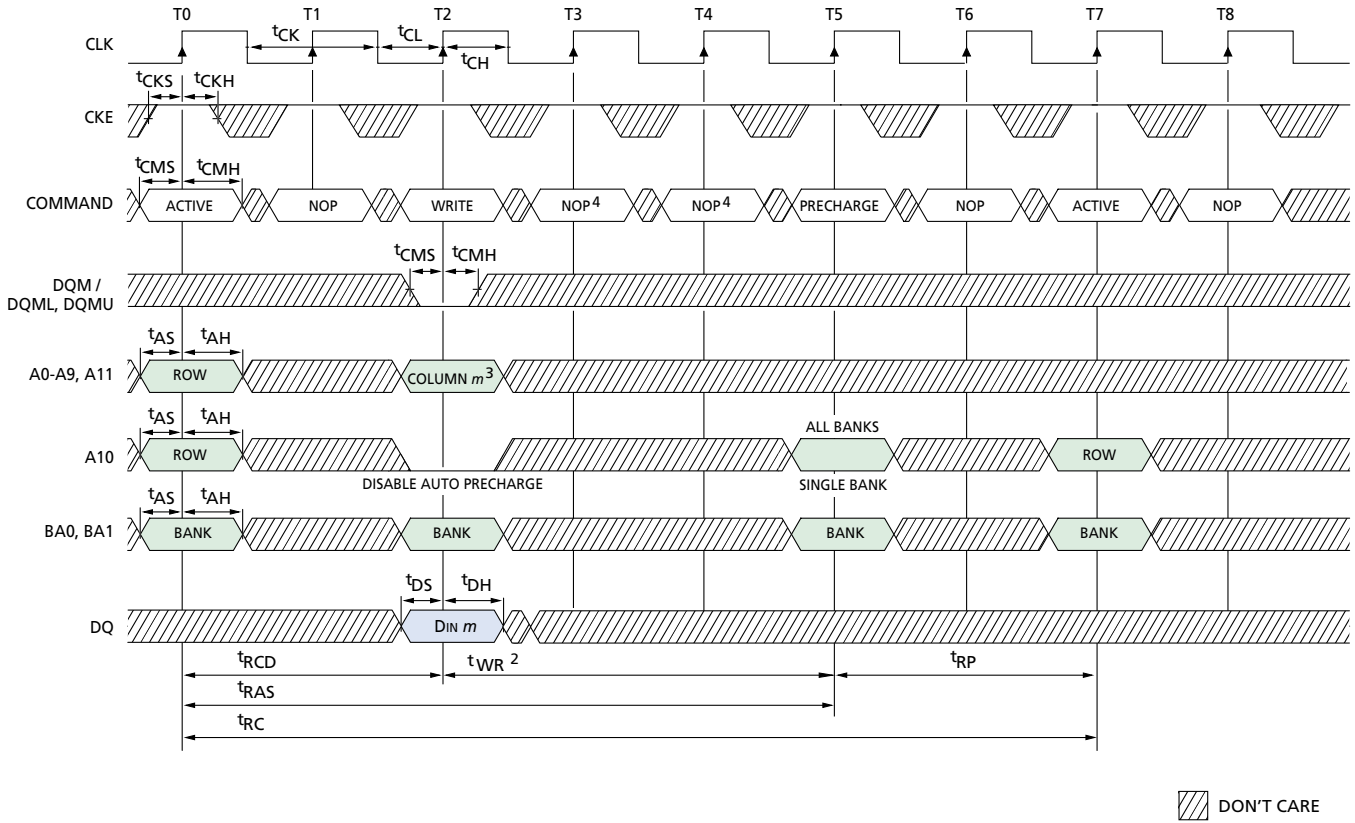 T0 T1 T2 T3 T4 T5 T6 T7 T8
CLK
tCK tCL tCH
tCKS tCKH
CKE
tCMS tCMH
COMMAND ACTIVE NOP WRITE NOP4 NOP4 PRECHARGE NOP ACTIVE NOP
tCMS tCMH
DQM /
DQML, DQMU
tAS tAH
A0-A9, A11 ROW COLUMN m3
tAS tAH ALL BANKS
A10 ROW ROW
DISABLE AUTO PRECHARGE SINGLE BANK
tAS tAH
BA0, BA1 BANK BANK BANK BANK
tDS tDH
DQ DIN m
tRCD tWR 2 tRP
tRAS
tRC
DON'T CARE